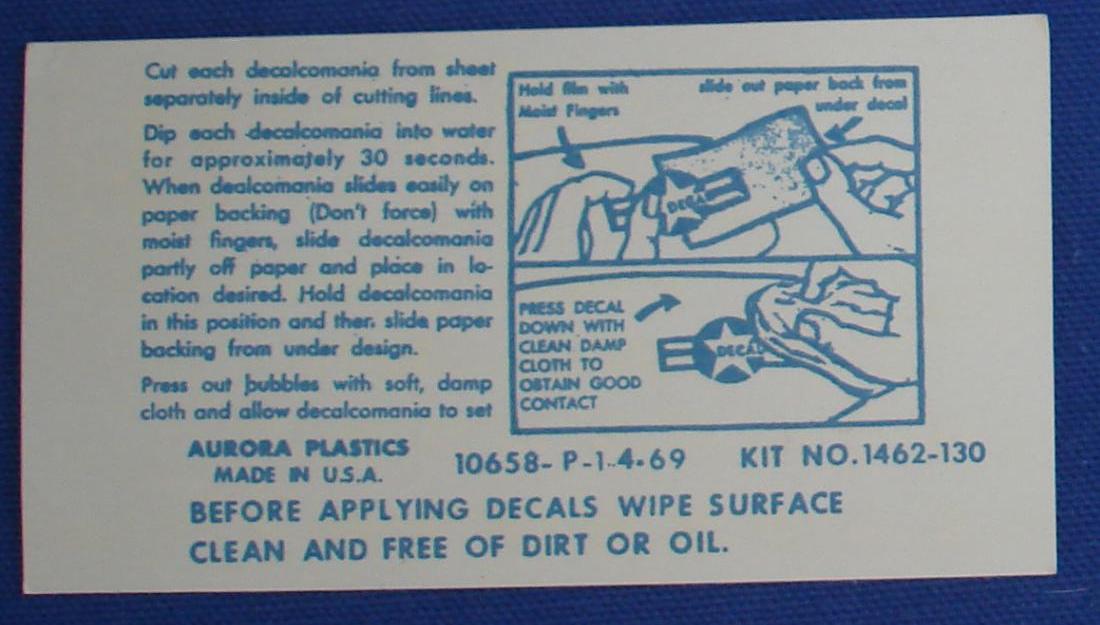 Cut each decalcomania from sheet
separately inside of cutting lines.
Dip each decalcomania into water
for approximately 30 seconds.
When dealcomania slides easily on
paper backing (Don't force) with
moist fingers, slide decalcomania
partly off paper and place in lo-
cation desired. Hold decalcomania
in this position and then slide paper
backing from under design.
Press out bubbles with soft, damp
cloth and allow decalcomania to set
Hold film with
Moist Fingers
slide out paper back from
under decal
DECAL
PRESS DECAL
DOWN WITH
CLEAN DAMP
CLOTH TO
OBTAIN GOOD
CONTACT
DECAL
AURORA PLASTICS
MADE IN U.S.A.
10658-P-1-4-69
KIT NO.1462-130
BEFORE APPLYING DECALS WIPE SURFACE
CLEAN AND FREE OF DIRT OR OIL.